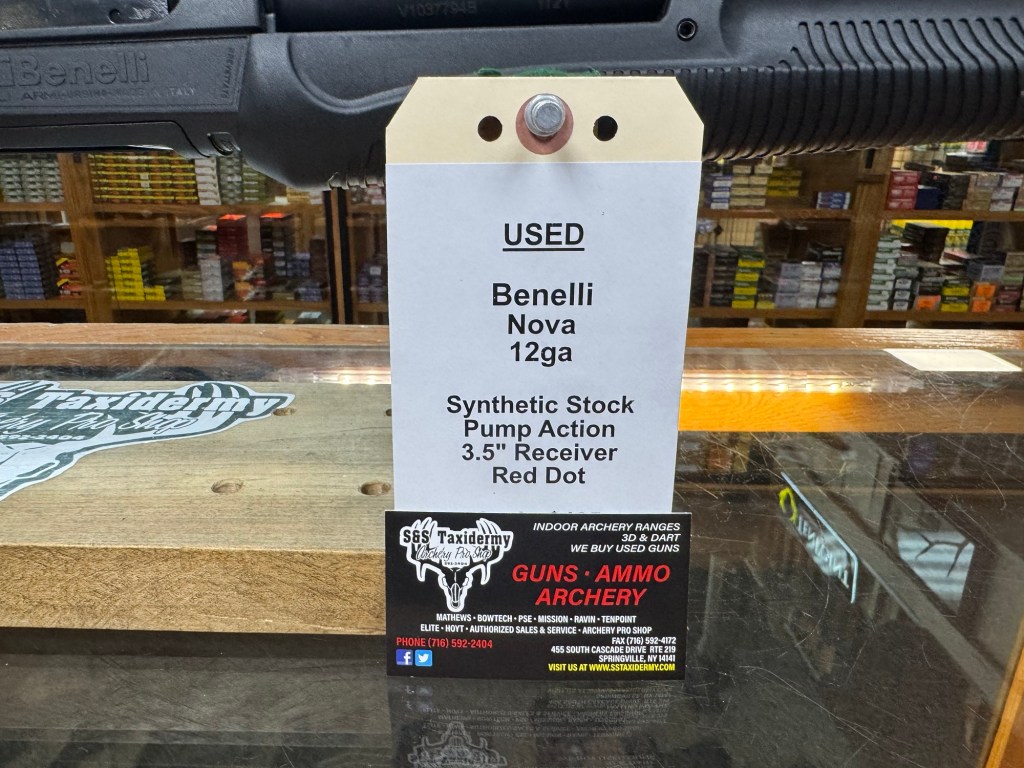 Benelli
USED
Benelli
Nova
12ga
Synthetic Stock
Pump Action
3.5" Receiver
Red Dot
Taxidermy
Pro Shop
S&S Taxidermy
Archery Pro Shop
INDOOR ARCHERY RANGES
3D & DART
WE BUY USED GUNS
GUNS · AMMO
ARCHERY
MATHEWS · BOWTECH · PSE · MISSION · RAVIN · TENPOINT
ELITE · HOYT · AUTHORIZED SALES & SERVICE · ARCHERY PRO SHOP
PHONE (716) 592-2404
FAX (716) 592-4172
455 SOUTH CASCADE DRIVE RTE 219
SPRINGVILLE, NY 14141
VISIT US AT WWW.SSTAXIDERMY.COM